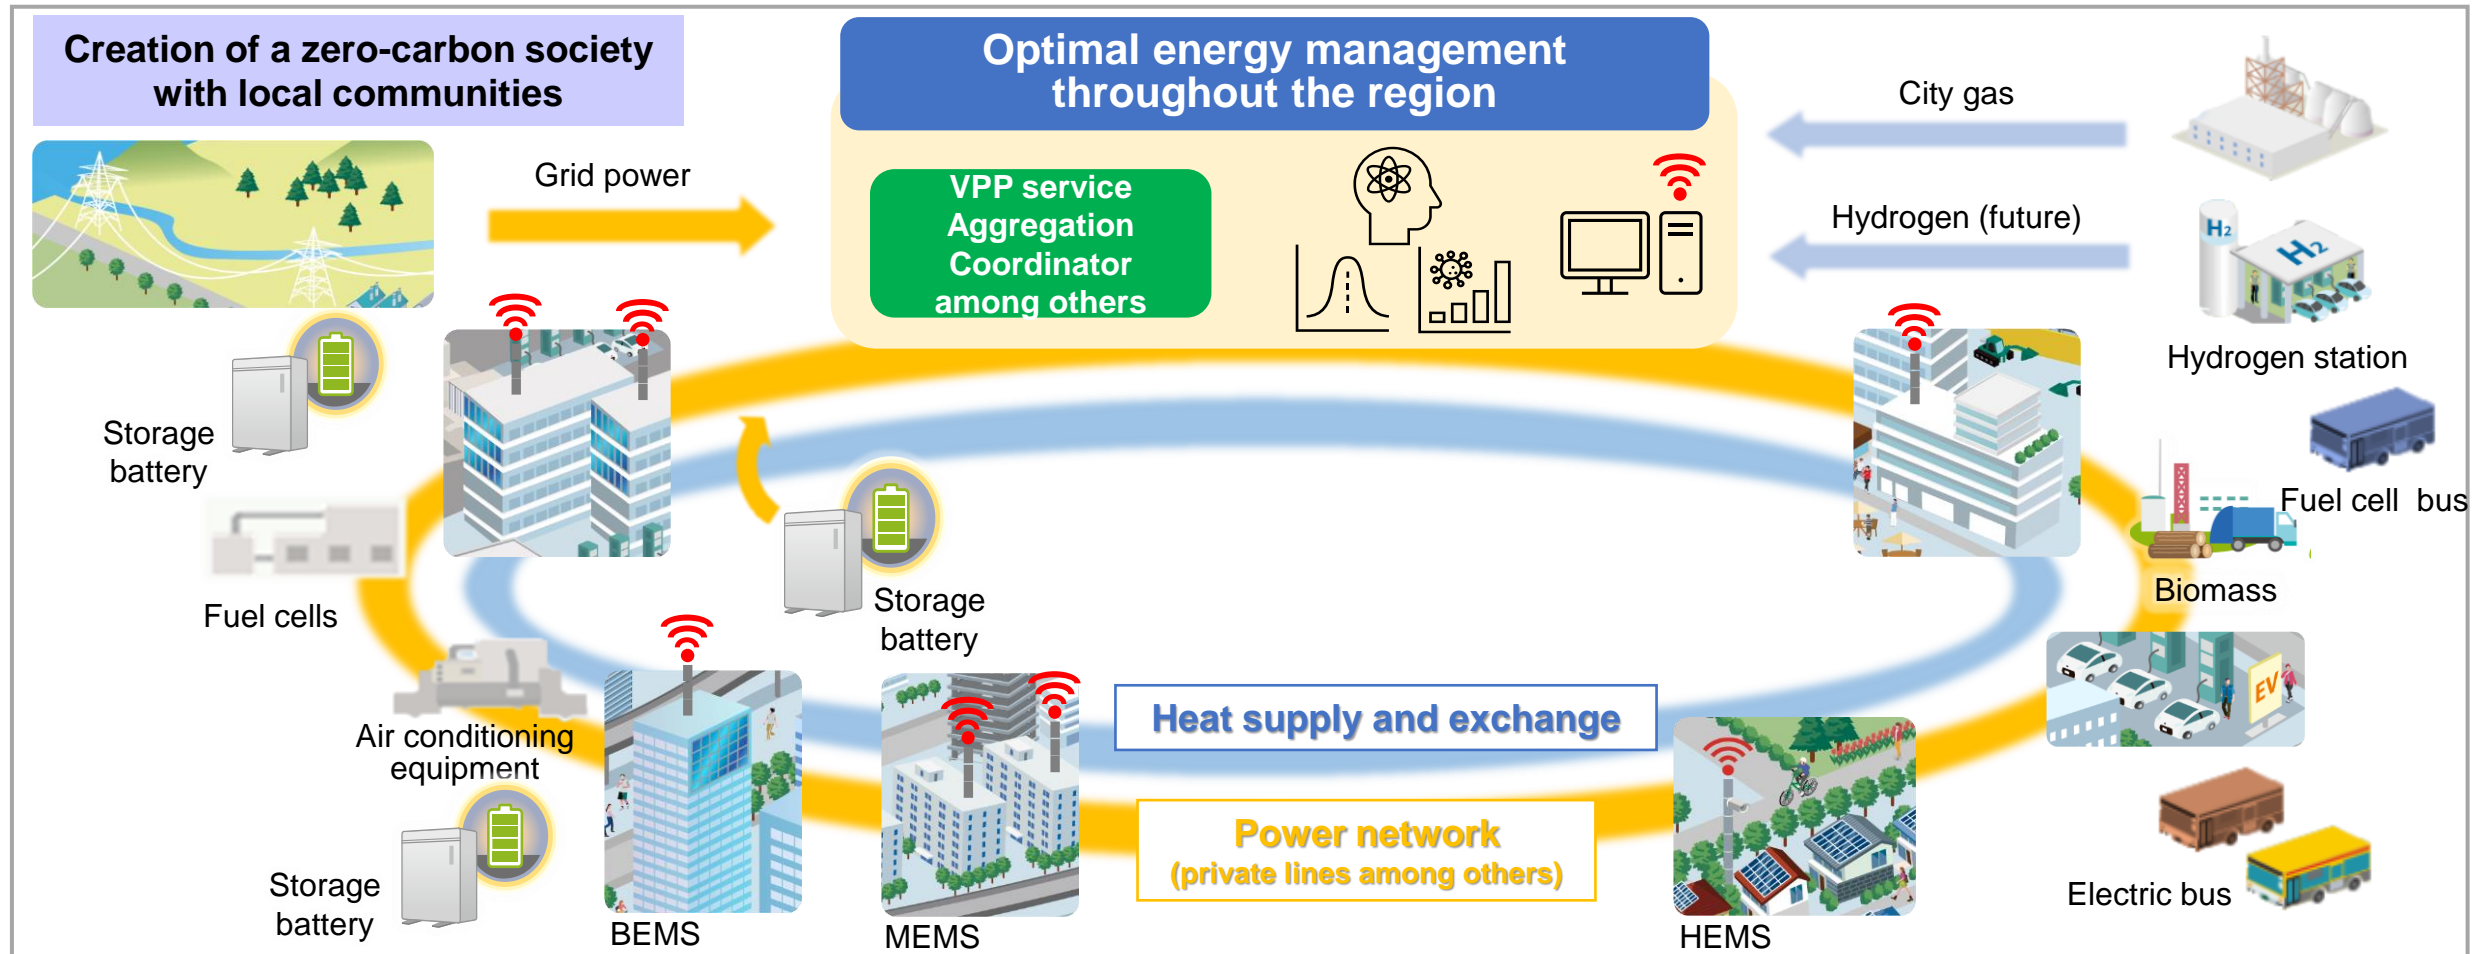 Creation of a zero-carbon society
with local communities
Optimal energy management
throughout the region
City gas
Grid power
VPP service
Aggregation
Coordinator
among others
Hydrogen (future)
H2
H2
Hydrogen station
Storage
battery
Fuel cell bus
Fuel cells
Storage
battery
Biomass
EV
Heat supply and exchange
Air conditioning
equipment
Power network
(private lines among others)
Storage
battery
Electric bus
BEMS
MEMS
HEMS